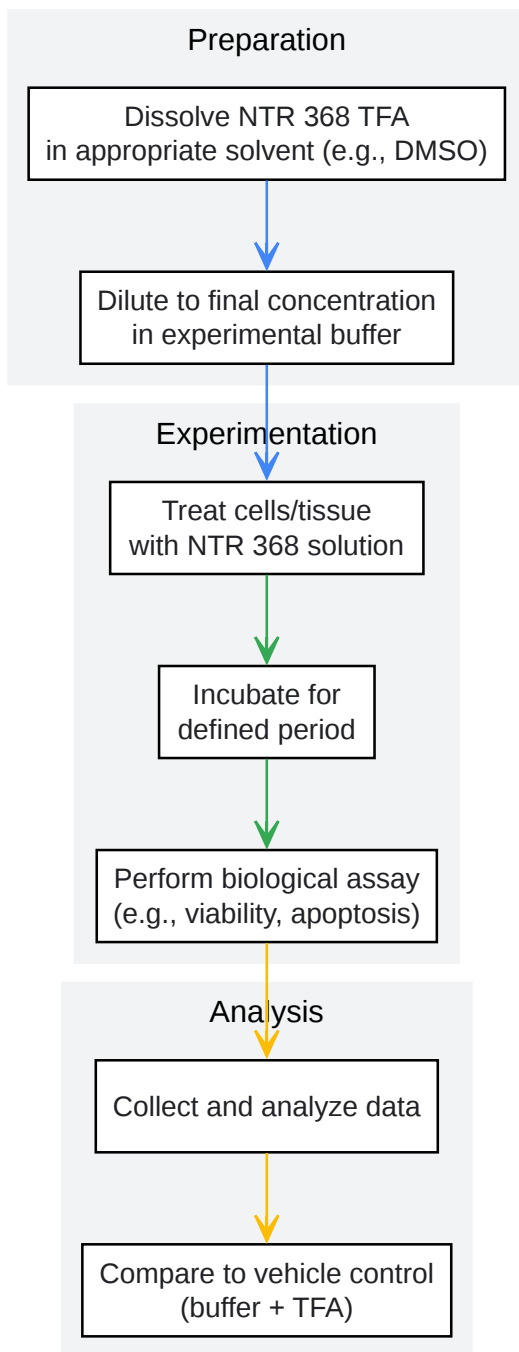 Preparation
Dissolve NTR 368 TFA
in appropriate solvent (e.g., DMSO)
Dilute to final concentration
in experimental buffer
Experimentation
Treat cells/tissue
with NTR 368 solution
Incubate for
defined period
Perform biological assay
(e.g., viability, apoptosis)
Analysis
Collect and analyze data
Compare to vehicle control
(buffer + TFA)